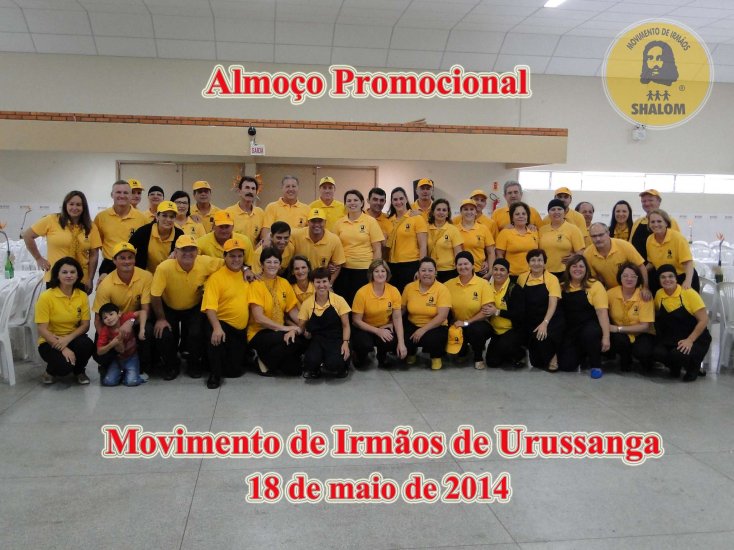 Almoço Promocional
MOVIMENTO DE IRMÃOS
SHALOM
®
SAÍDA
Movimento de Irmãos de Urussanga
18 de maio de 2014